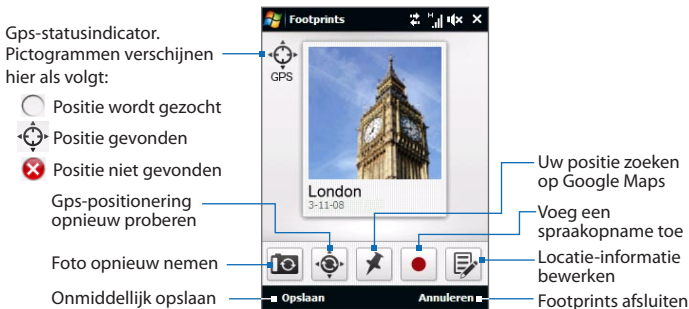 Gps-statusindicator.
Pictogrammen verschijnen
hier als volgt:
Positie wordt gezocht
Positie gevonden
Positie niet gevonden
Gps-positionering
opnieuw proberen
Foto opnieuw nemen
Onmiddellijk opslaan
Footprints
H
GPS
London
3-11-08
Opslaan
Annuleren
Uw positie zoeken
op Google Maps
Voeg een
spraakopname toe
Locatie-informatie
bewerken
Footprints afsluiten